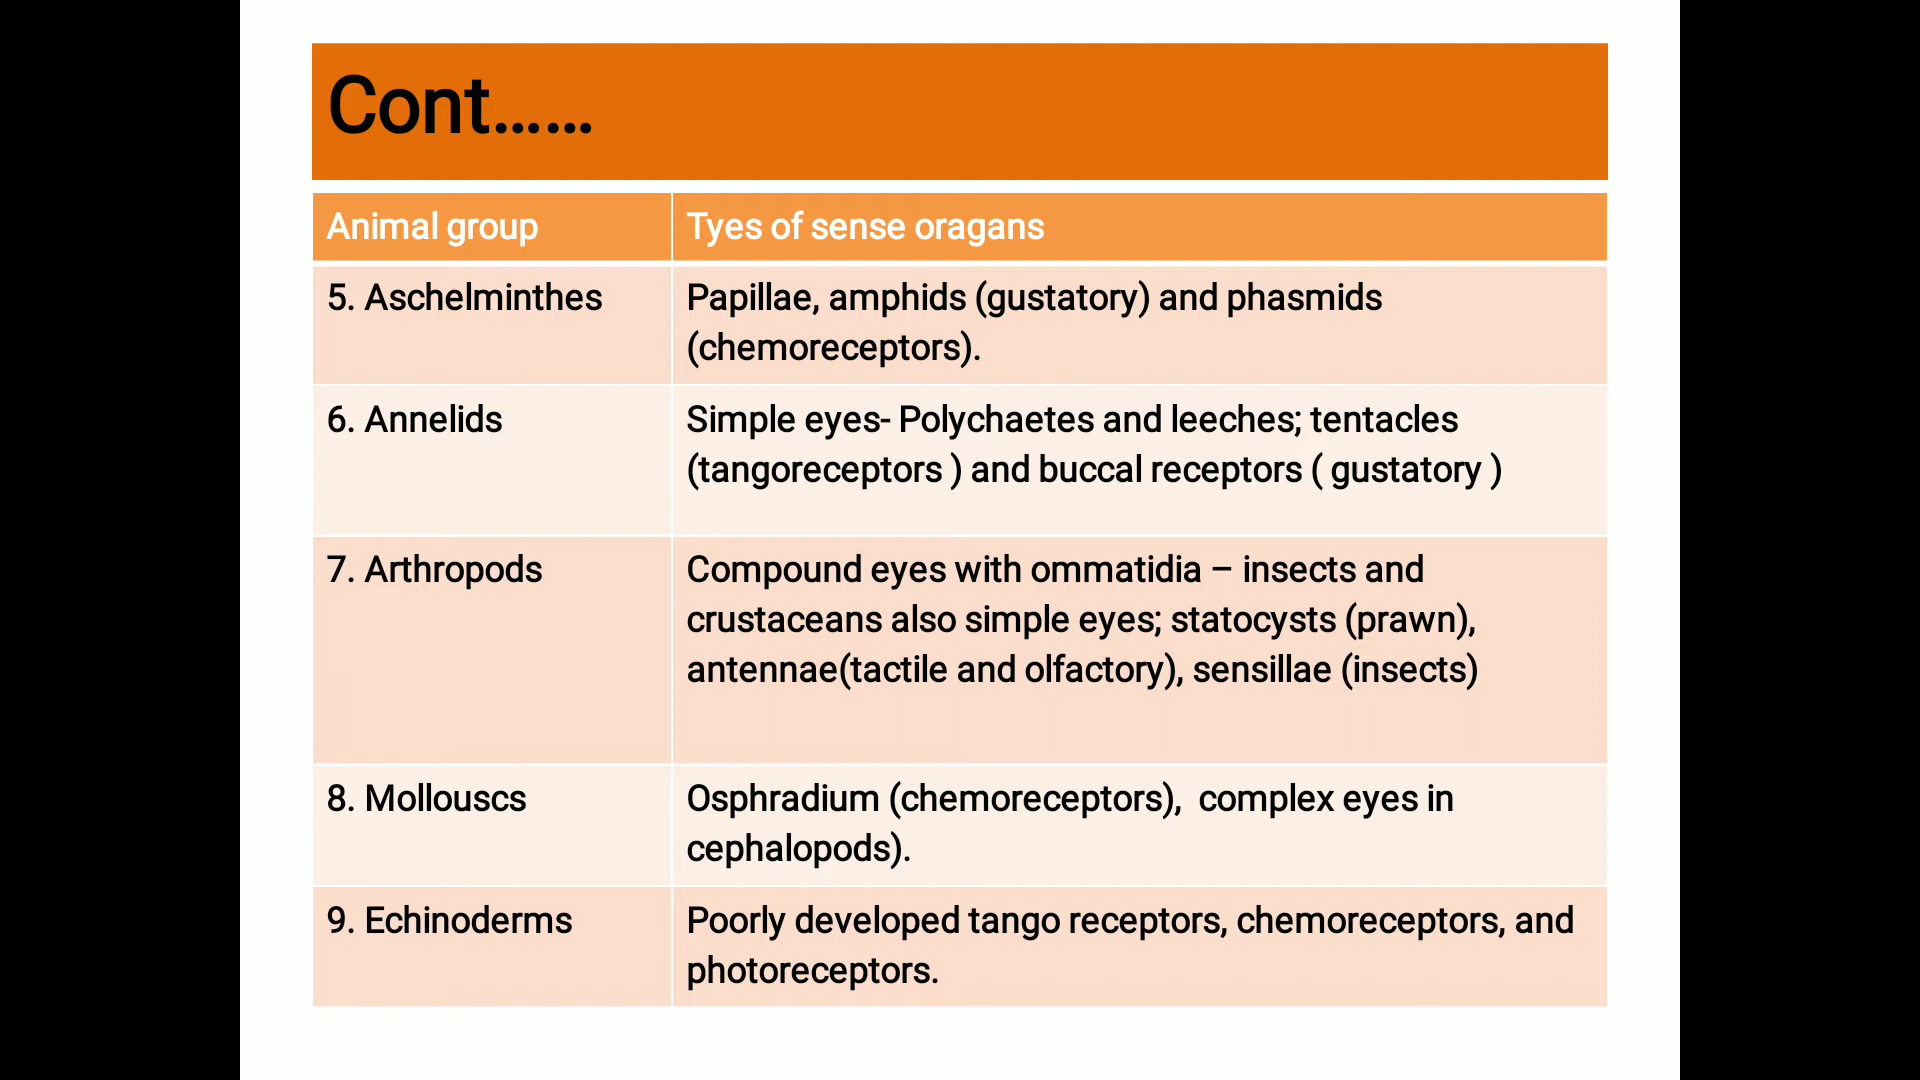 Cont......
Animal group
Tyes of sense oragans
5. Aschelminthes
Papillae, amphids (gustatory) and phasmids
(chemoreceptors).
6. Annelids
Simple eyes- Polychaetes and leeches; tentacles
(tangoreceptors ) and buccal receptors ( gustatory )
7. Arthropods
Compound eyes with ommatidia – insects and
crustaceans also simple eyes; statocysts (prawn),
antennae(tactile and olfactory), sensillae (insects)
8. Mollouscs
Osphradium (chemoreceptors),  complex eyes in
cephalopods).
9. Echinoderms
Poorly developed tango receptors, chemoreceptors, and
photoreceptors.